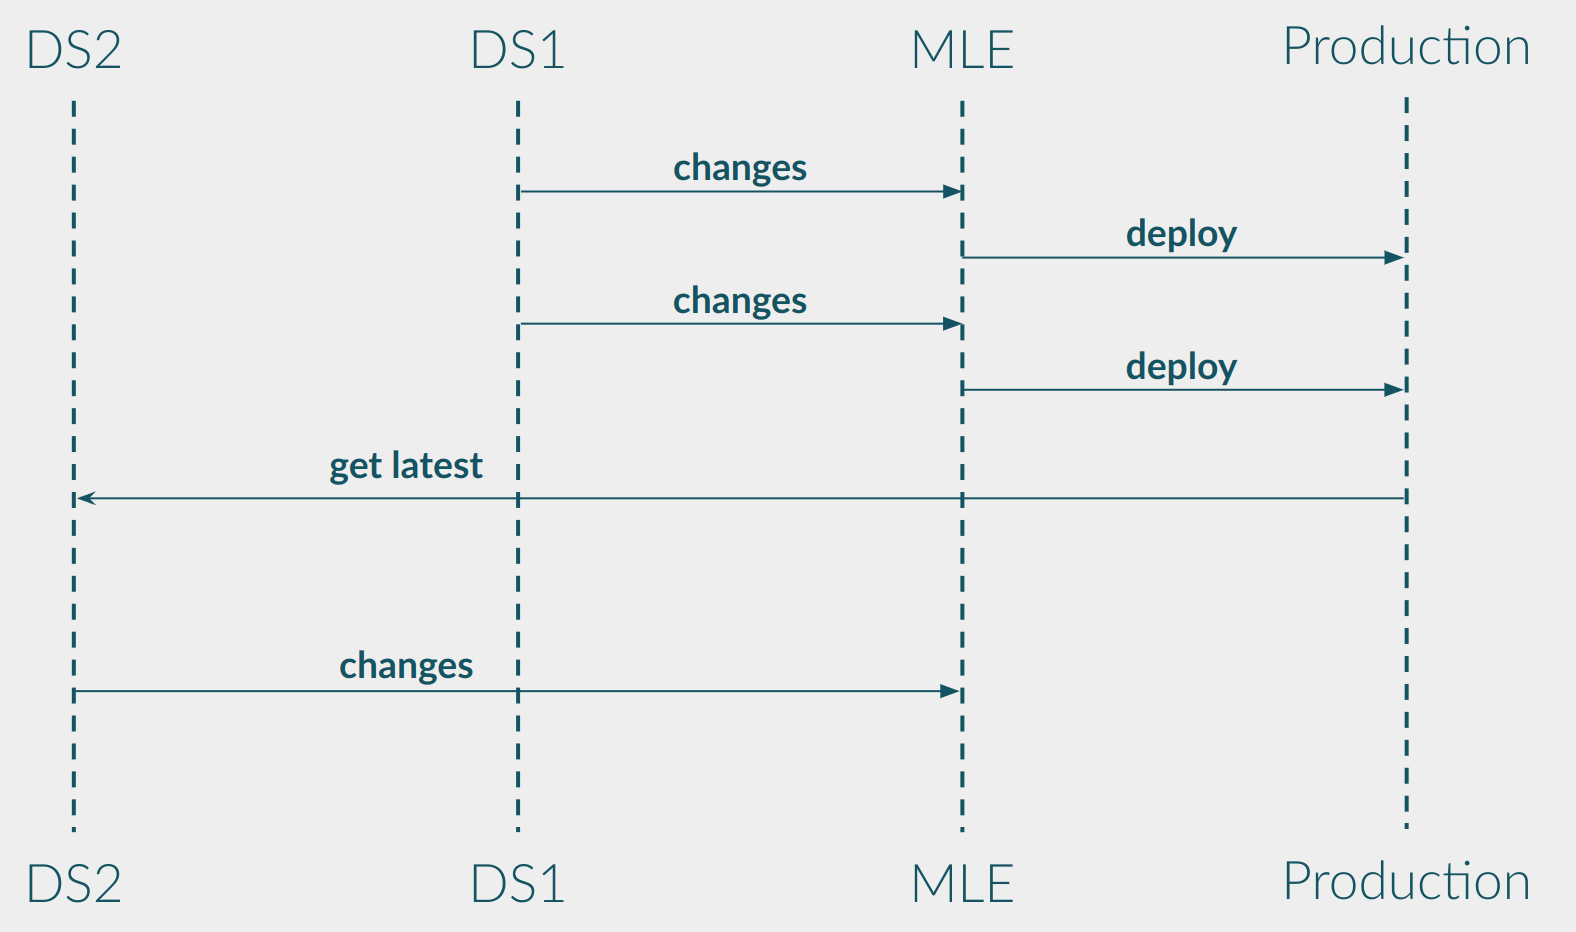 DS2 DS1 MLE Production
changes
deploy
changes
deploy
get latest
changes
DS2 DS1 MLE Production